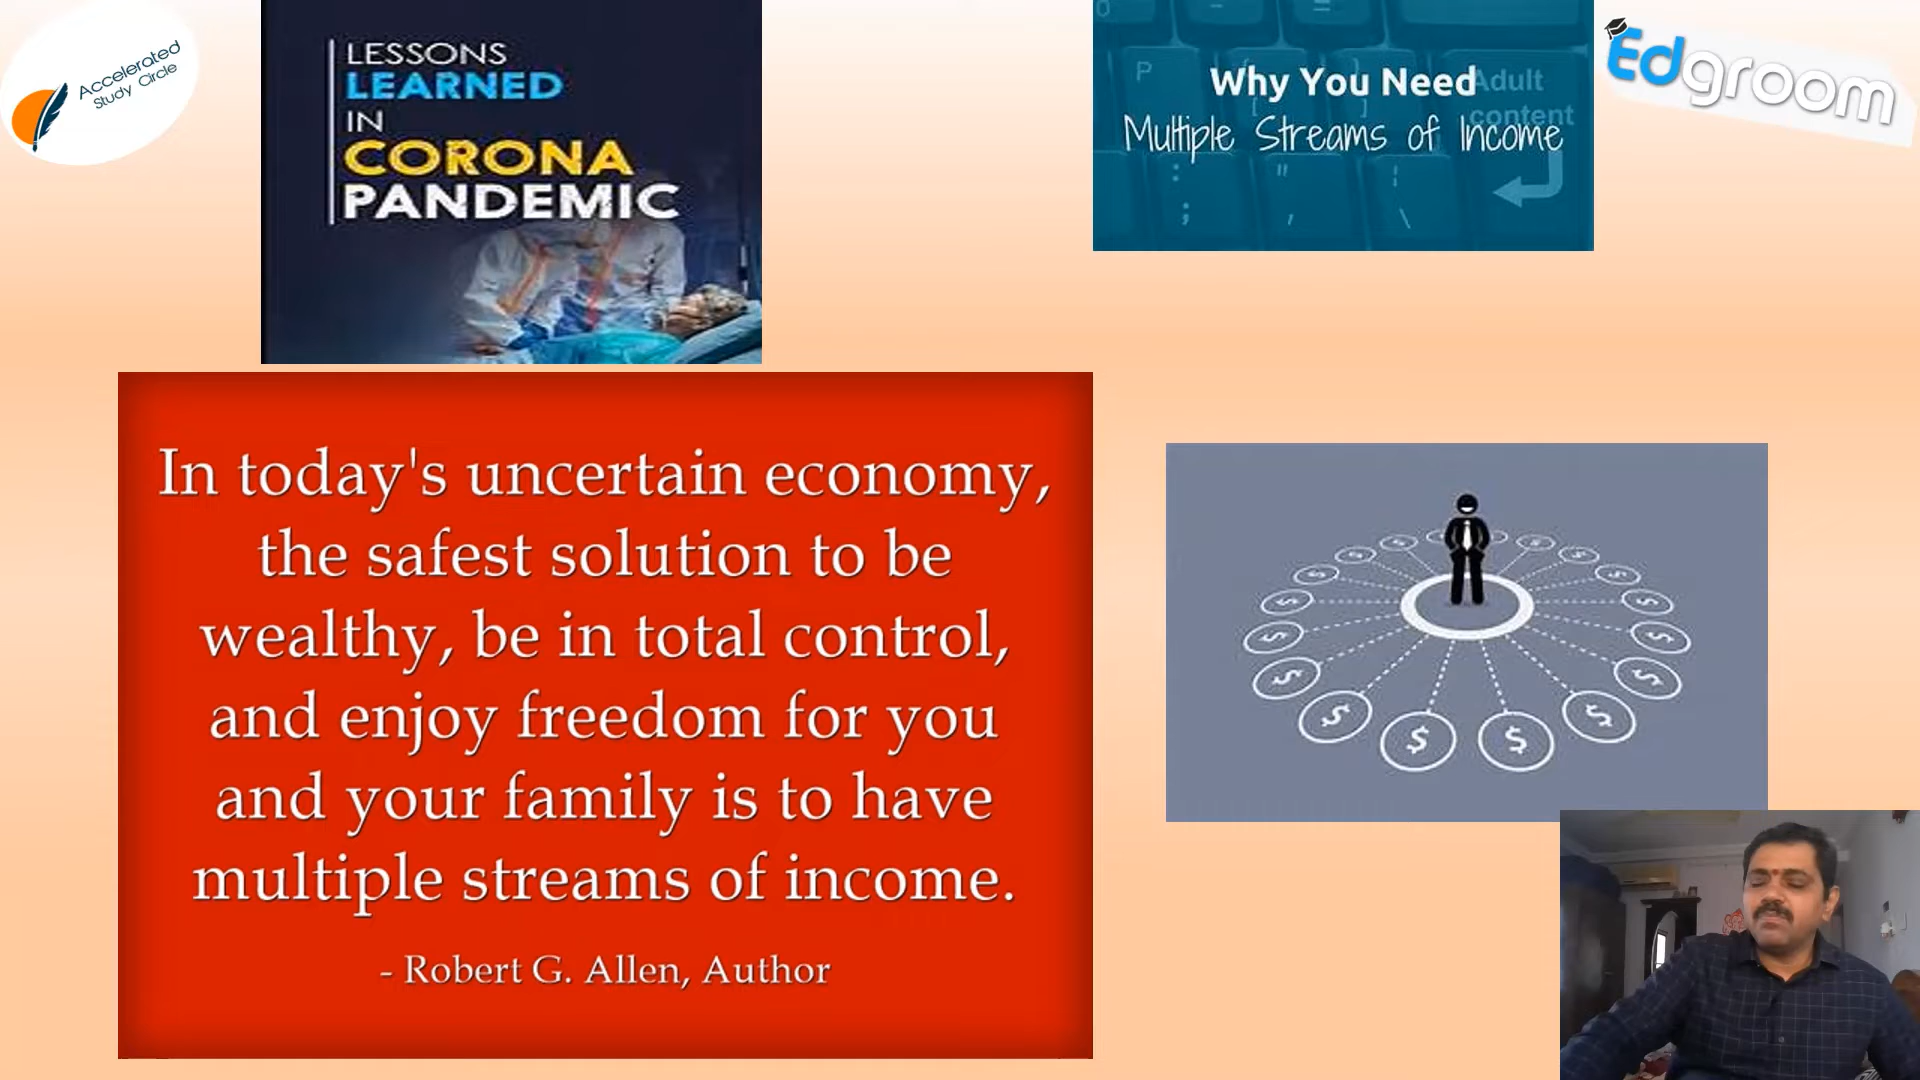 Accelerated
Study Circle
LESSONS
LEARNED
IN
CORONA
PANDEMIC
Why You Need
Multiple Streams of Income
Adult
content
P
[
]
:
;
"
,
¦
\
Edgroom
In today's uncertain economy,
the safest solution to be
wealthy, be in total control,
and enjoy freedom for you
and your family is to have
multiple streams of income.
- Robert G. Allen, Author
$
$
$
$
$
$
$
$
$
$
$
$